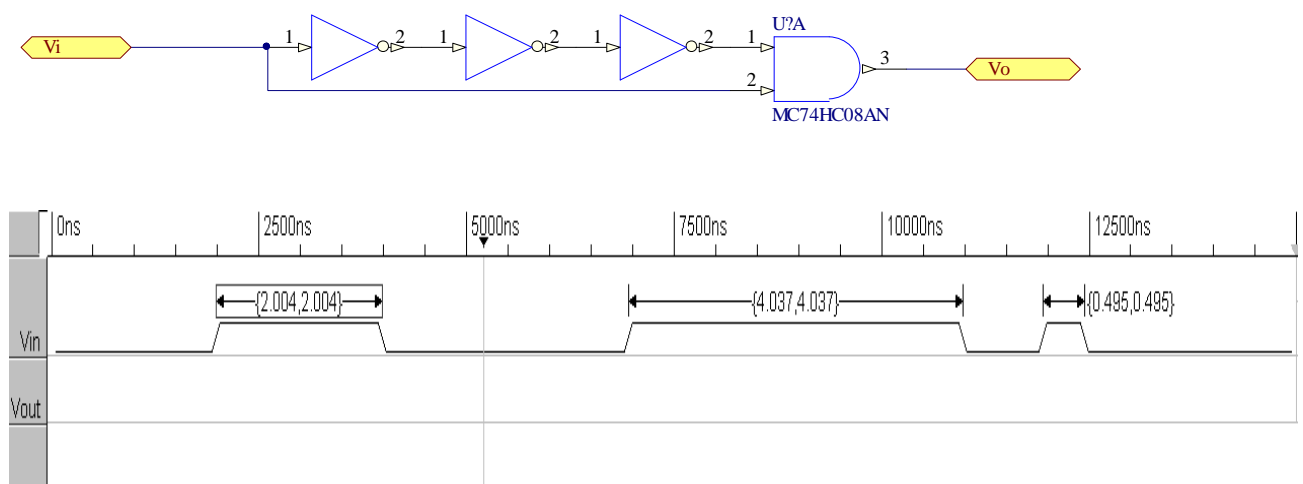 Vi
1 2 1 2 1 2 1
U?A
2
3
Vo
MC74HC08AN
0ns 2500ns 5000ns 7500ns 10000ns 12500ns
{2.004,2.004} {4.037,4.037} {0.495,0.495}
Vin
Vout